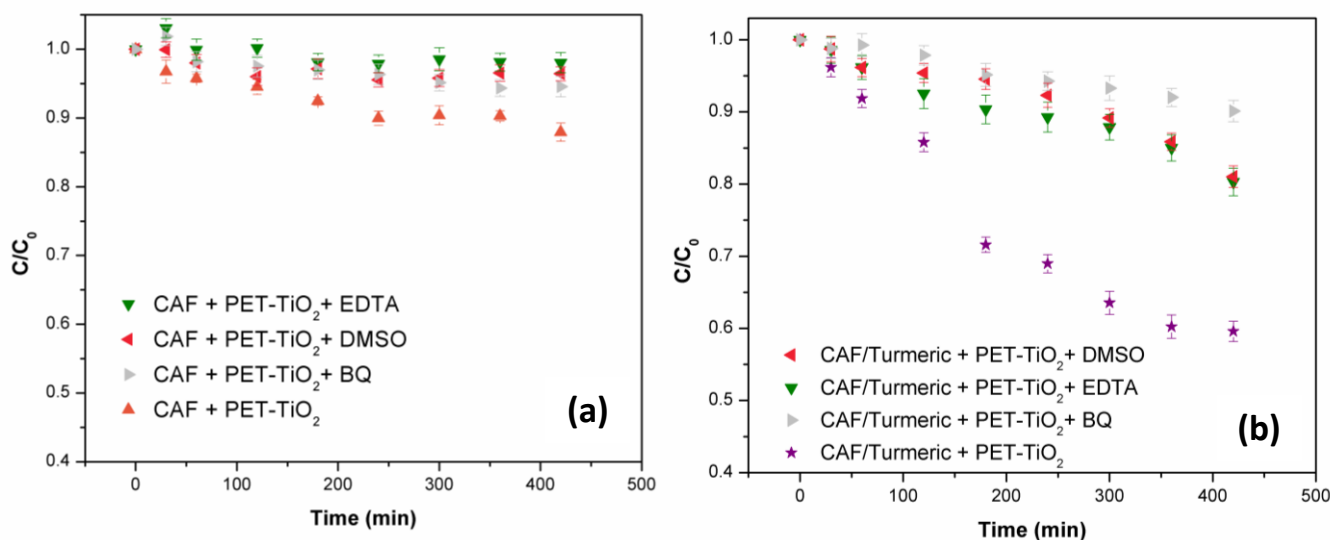 1.0
0.9
0.8
0.7
0.6
0.5
0.4
C/C₀
0 100 200 300 400 500
Time (min)
CAF + PET-TiO₂+ EDTA
CAF + PET-TiO₂+ DMSO
CAF + PET-TiO₂+ BQ
CAF + PET-TiO₂
(a)
1.0
0.9
0.8
0.7
0.6
0.5
0.4
C/C₀
0 100 200 300 400 500
Time (min)
CAF/Turmeric + PET-TiO₂+ DMSO
CAF/Turmeric + PET-TiO₂+ EDTA
CAF/Turmeric + PET-TiO₂+ BQ
CAF/Turmeric + PET-TiO₂
(b)